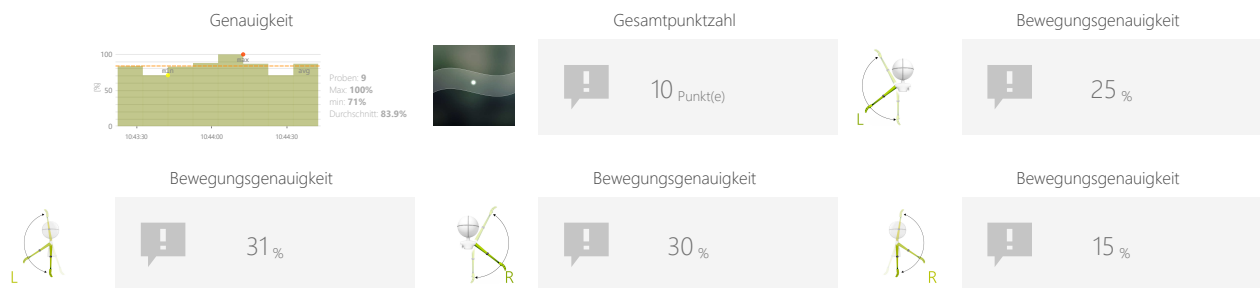 Genauigkeit
Gesamtpunktzahl
Bewegungsgenauigkeit
100
50
0
[%]
min
max
avg
10:43:30
10:44:00
10:44:30
Proben: 9
Max: 100%
min: 71%
Durchschnitt: 83.9%
10 Punkt(e)
L
25 %
Bewegungsgenauigkeit
Bewegungsgenauigkeit
Bewegungsgenauigkeit
L
31 %
R
30 %
R
15 %